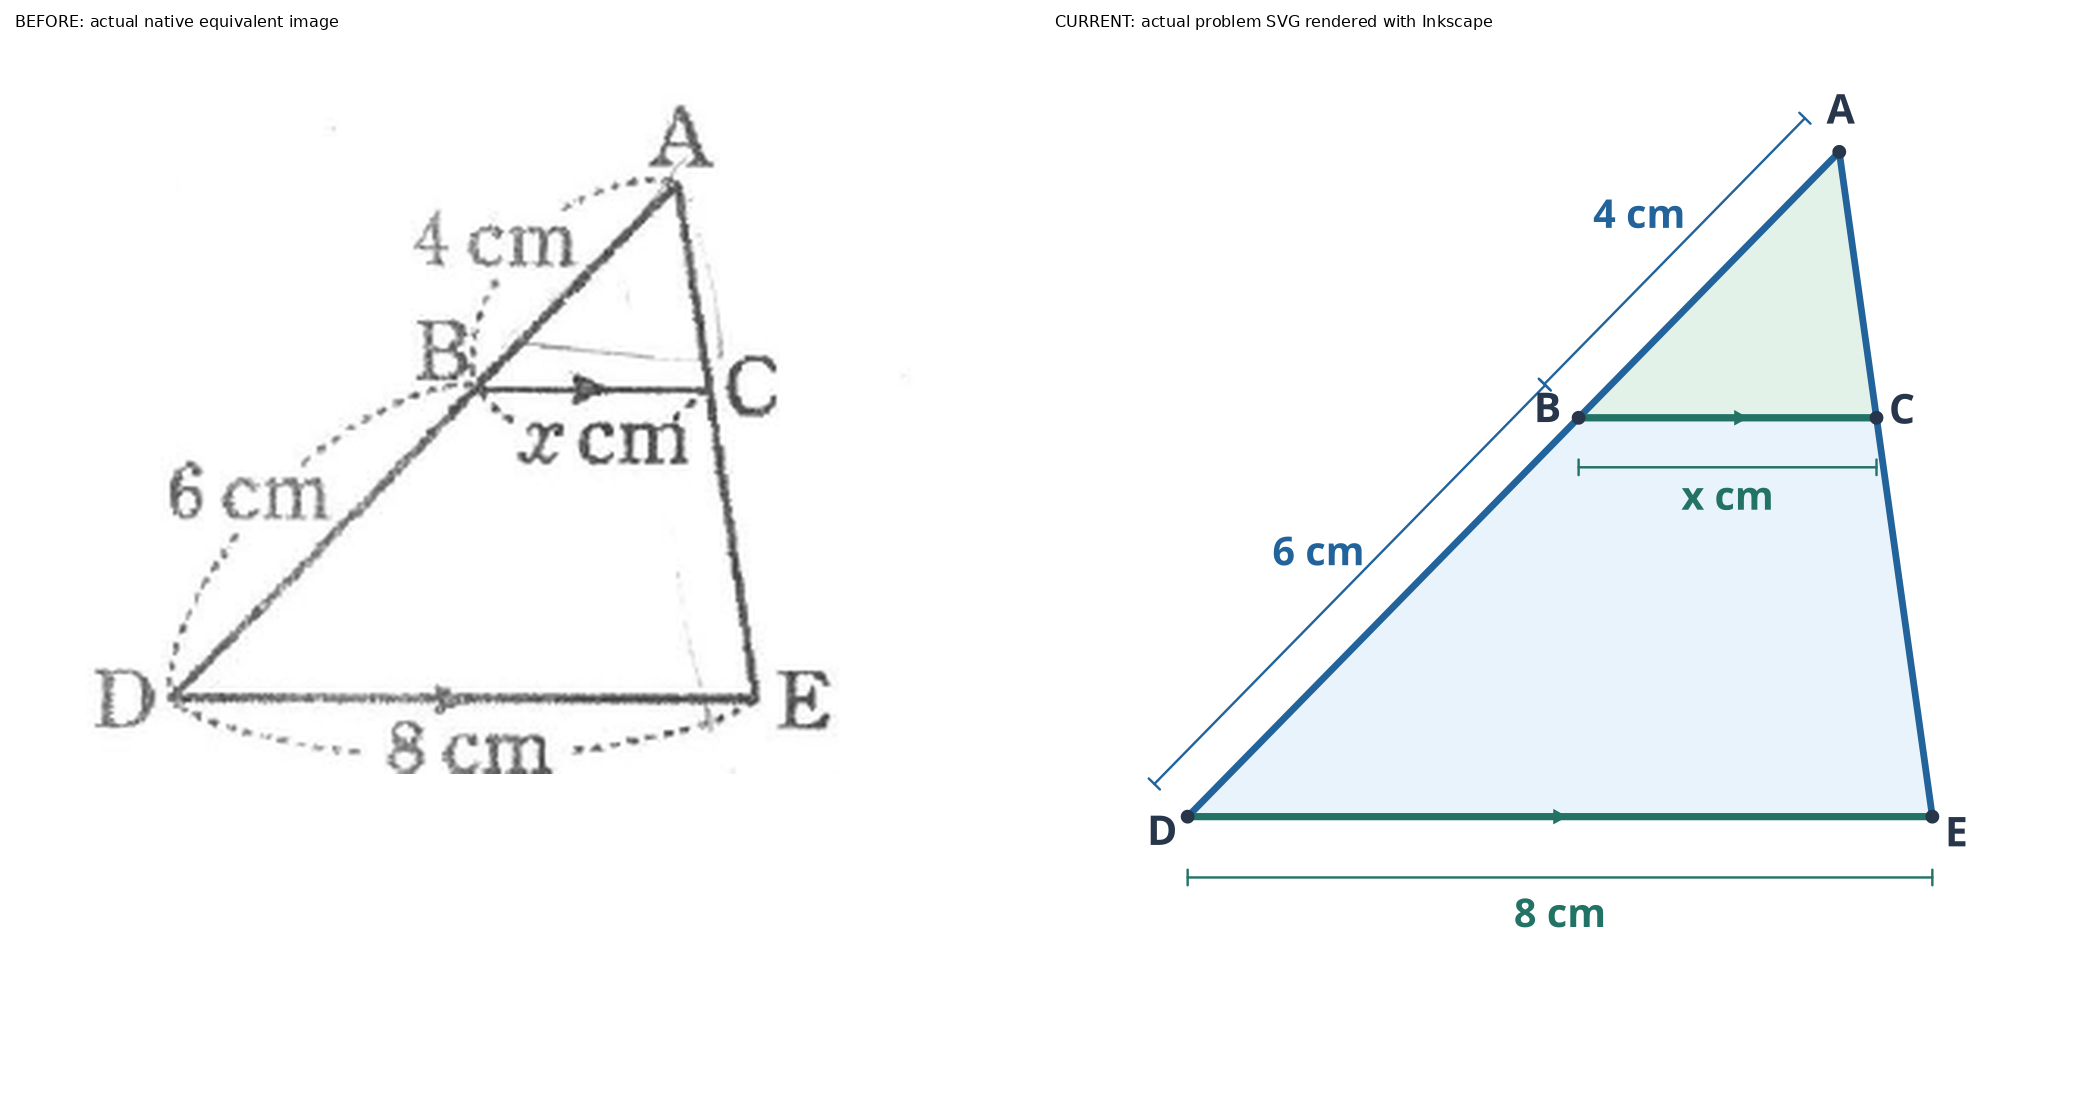 BEFORE: actual native equivalent image
A
4 cm
B
C
x cm
6 cm
D
E
8 cm
CURRENT: actual problem SVG rendered with Inkscape
A
4 cm
B
C
x cm
6 cm
D
E
8 cm